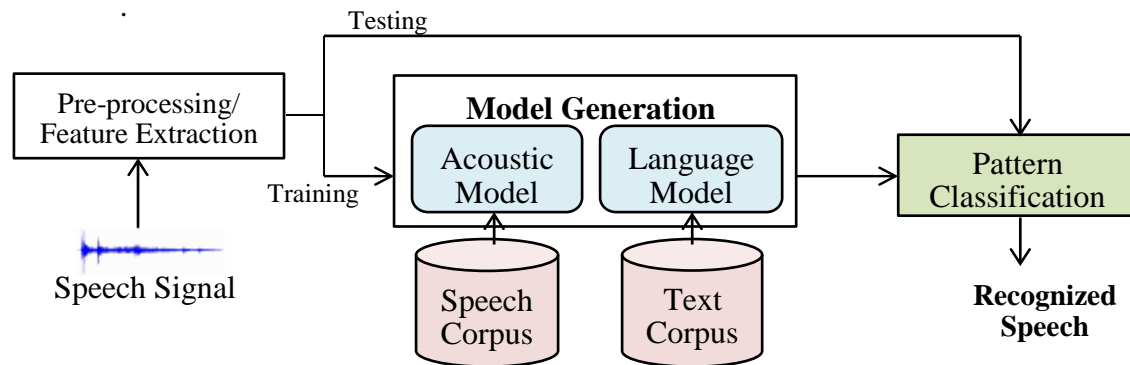 Testing
Pre-processing/
Feature Extraction
Training
Model Generation
Acoustic
Model
Language
Model
Pattern
Classification
Speech Signal
Speech
Corpus
Text
Corpus
Recognized
Speech